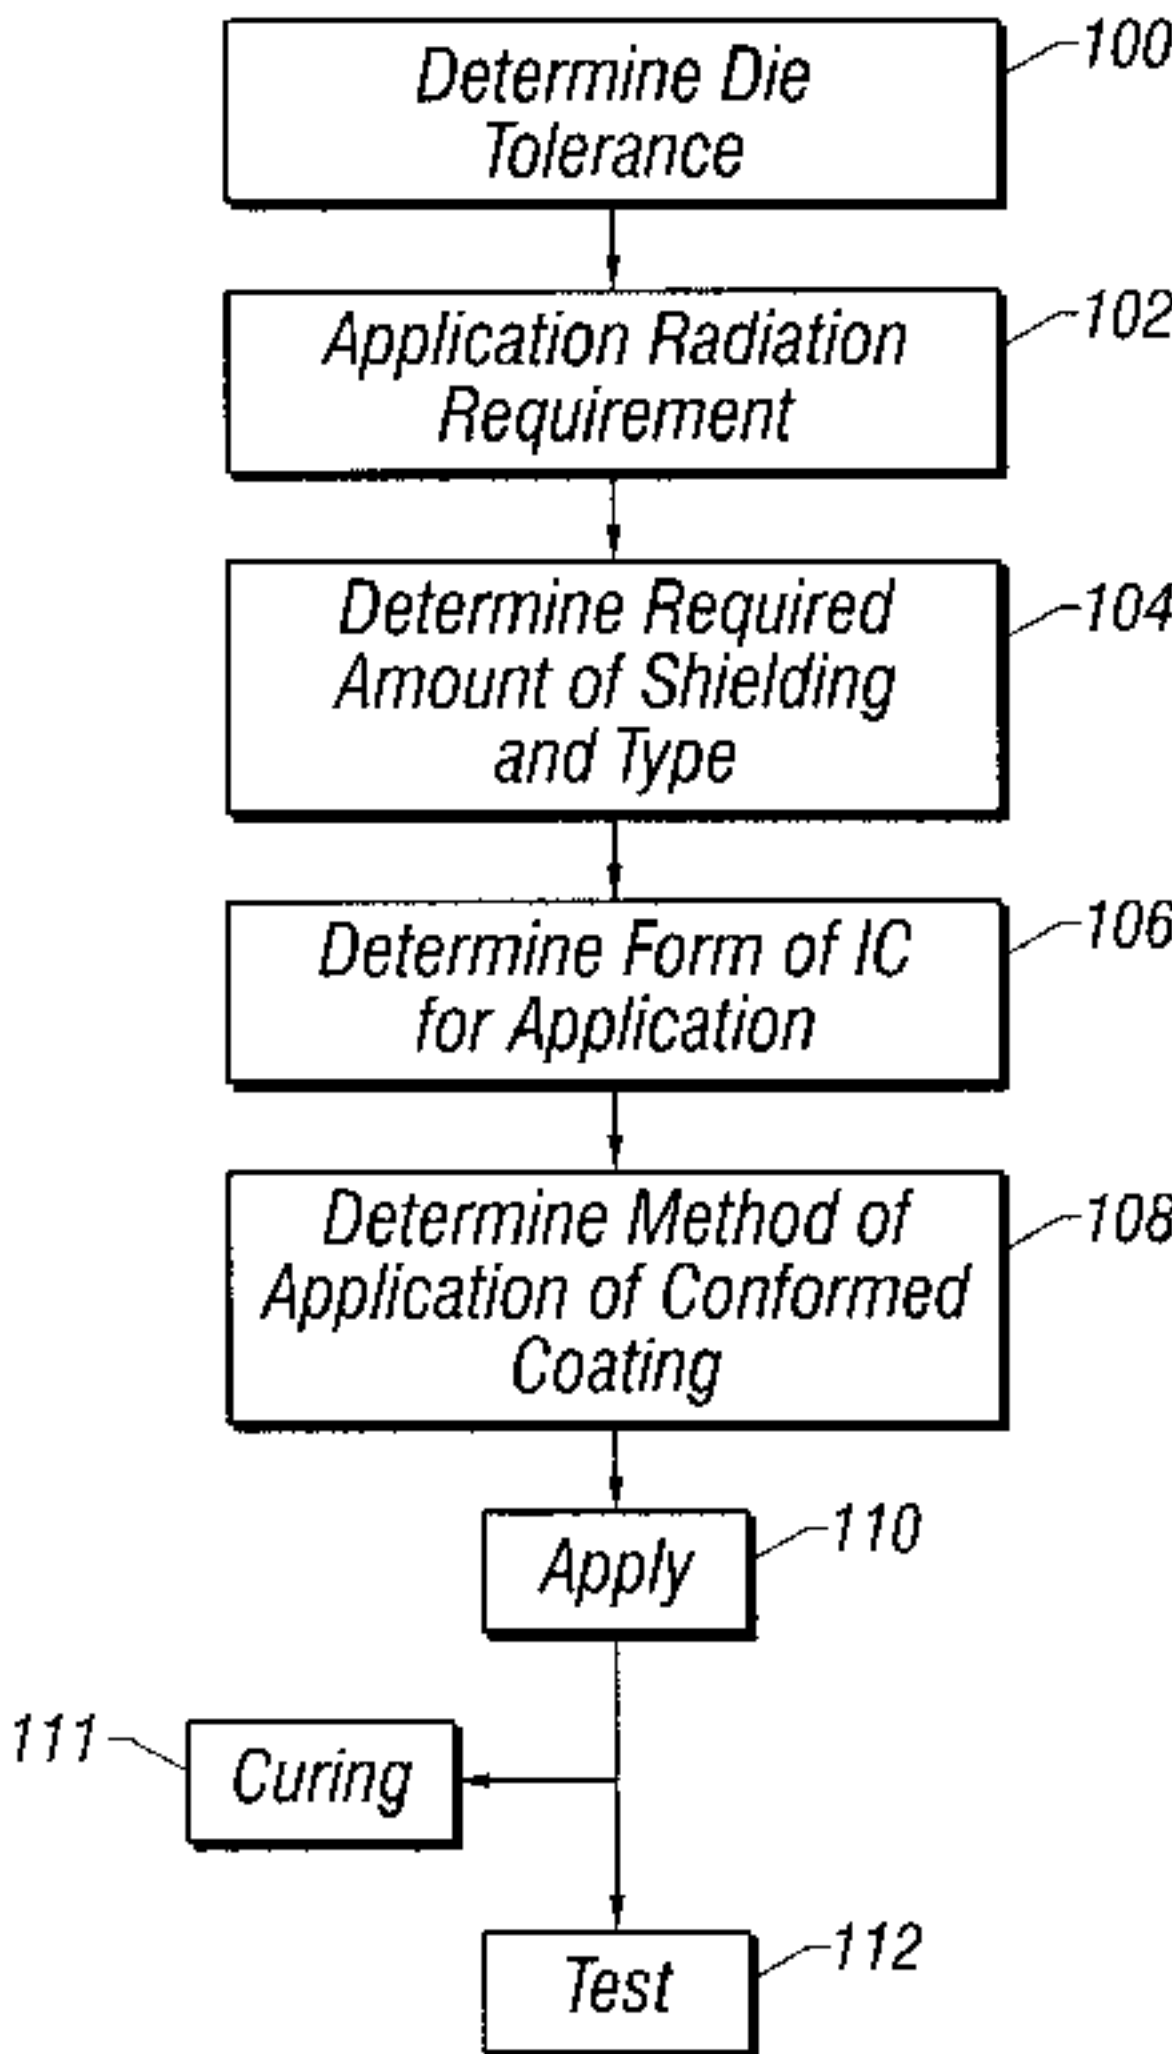 Determine Die
Tolerance
100
Application Radiation
Requirement
102
Determine Required
Amount of Shielding
and Type
104
Determine Form of IC
for Application
106
Determine Method of
Application of Conformed
Coating
108
Apply
110
111
Curing
Test
112